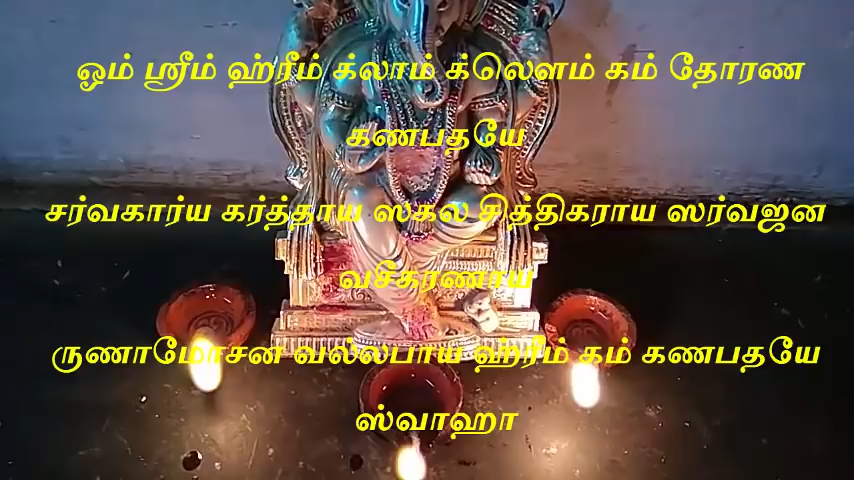 ஓம் ஸ்ரீம் ஹ்ரீம் க்லாம் க்லௌம் கம் தோரண
கணபதயே
சர்வகார்ய கர்த்தாய ஸகல சித்திகராய ஸர்வஜன
வசீகரணாய
ருணாமோசன வல்லபாய ஹ்ரீம் கம் கணபதயே
ஸ்வாஹா